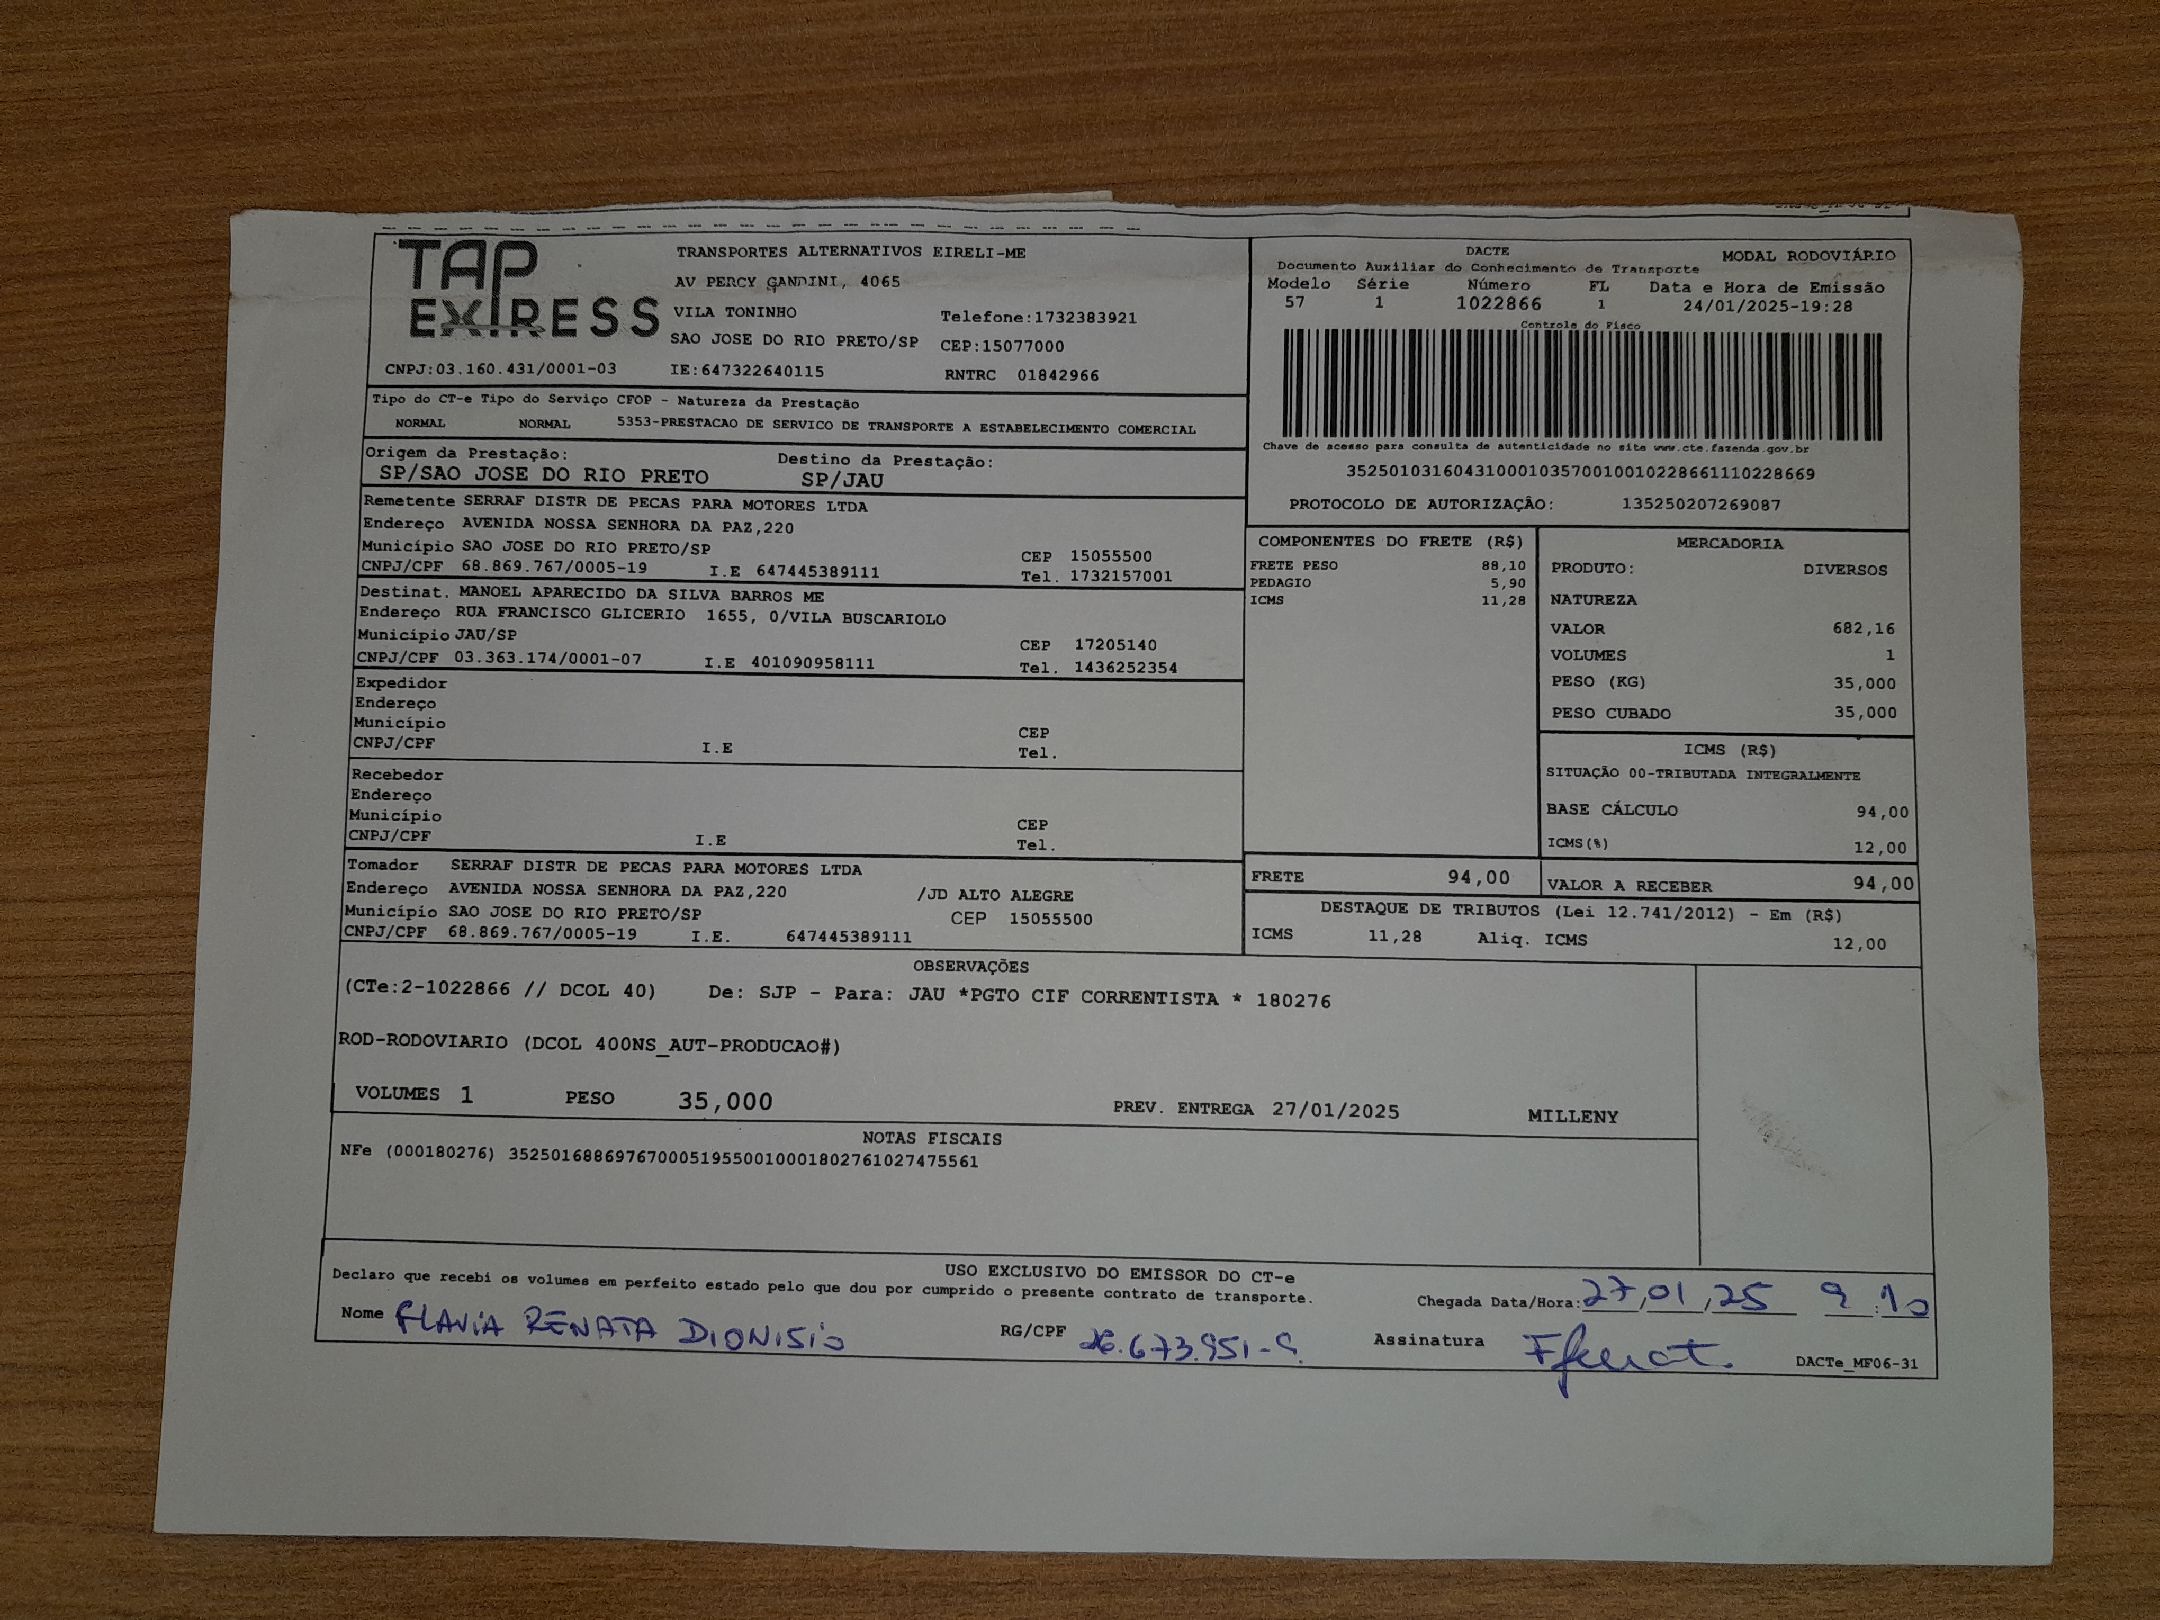 TAP
EXPRESS
TRANSPORTES ALTERNATIVOS EIRELI-ME
AV PERCY GANDINI, 4065
VILA TONINHO Telefone:1732383921
SAO JOSE DO RIO PRETO/SP CEP:15077000
CNPJ:03.160.431/0001-03 IE:647322640115 RNTRC 01842966
DACTE MODAL RODOVIÁRIO
Documento Auxiliar do Conhecimento de Transporte
Modelo Série Número FL Data e Hora de Emissão
57 1 1022866 1 24/01/2025-19:28
Controle do Fisco
Chave de acesso para consulta de autenticidade no site www.cte.fazenda.gov.br
35250103160431000103570010010228661110228669
PROTOCOLO DE AUTORIZAÇÃO: 135250207269087
Tipo do CT-e Tipo do Serviço CFOP - Natureza da Prestação
NORMAL NORMAL 5353-PRESTACAO DE SERVICO DE TRANSPORTE A ESTABELECIMENTO COMERCIAL
Origem da Prestação: Destino da Prestação:
SP/SAO JOSE DO RIO PRETO SP/JAU
Remetente SERRAF DISTR DE PECAS PARA MOTORES LTDA
Endereço AVENIDA NOSSA SENHORA DA PAZ,220
Município SAO JOSE DO RIO PRETO/SP CEP 15055500
CNPJ/CPF 68.869.767/0005-19 I.E 647445389111 Tel. 1732157001
Destinat. MANOEL APARECIDO DA SILVA BARROS ME
Endereço RUA FRANCISCO GLICERIO 1655, 0/VILA BUSCARIOLO
Município JAU/SP CEP 17205140
CNPJ/CPF 03.363.174/0001-07 I.E 401090958111 Tel. 1436252354
Expedidor
Endereço
Município CEP
CNPJ/CPF I.E Tel.
Recebedor
Endereço
Município CEP
CNPJ/CPF I.E Tel.
Tomador SERRAF DISTR DE PECAS PARA MOTORES LTDA
Endereço AVENIDA NOSSA SENHORA DA PAZ,220 /JD ALTO ALEGRE
Município SAO JOSE DO RIO PRETO/SP CEP 15055500
CNPJ/CPF 68.869.767/0005-19 I.E. 647445389111
COMPONENTES DO FRETE (R$)
FRETE PESO 88,10
PEDAGIO 5,90
ICMS 11,28
MERCADORIA
PRODUTO: DIVERSOS
NATUREZA
VALOR 682,16
VOLUMES 1
PESO (KG) 35,000
PESO CUBADO 35,000
ICMS (R$)
SITUAÇÃO 00-TRIBUTADA INTEGRALMENTE
BASE CÁLCULO 94,00
ICMS(%) 12,00
FRETE 94,00 VALOR A RECEBER 94,00
DESTAQUE DE TRIBUTOS (Lei 12.741/2012) - Em (R$)
ICMS 11,28 Aliq. ICMS 12,00
OBSERVAÇÕES
(CTe:2-1022866 // DCOL 40) De: SJP - Para: JAU *PGTO CIF CORRENTISTA * 180276
ROD-RODOVIARIO (DCOL 400NS_AUT-PRODUCAO#)
VOLUMES 1 PESO 35,000 PREV. ENTREGA 27/01/2025 MILLENY
NOTAS FISCAIS
NFe (000180276) 35250168869767000519550010001802761027475561
USO EXCLUSIVO DO EMISSOR DO CT-e
Declaro que recebi os volumes em perfeito estado pelo que dou por cumprido o presente contrato de transporte.
Chegada Data/Hora: 27/01/25 9:10
Nome FLAVIA RENATA DIONISIO RG/CPF Assinatura
DACTe_MF06-31